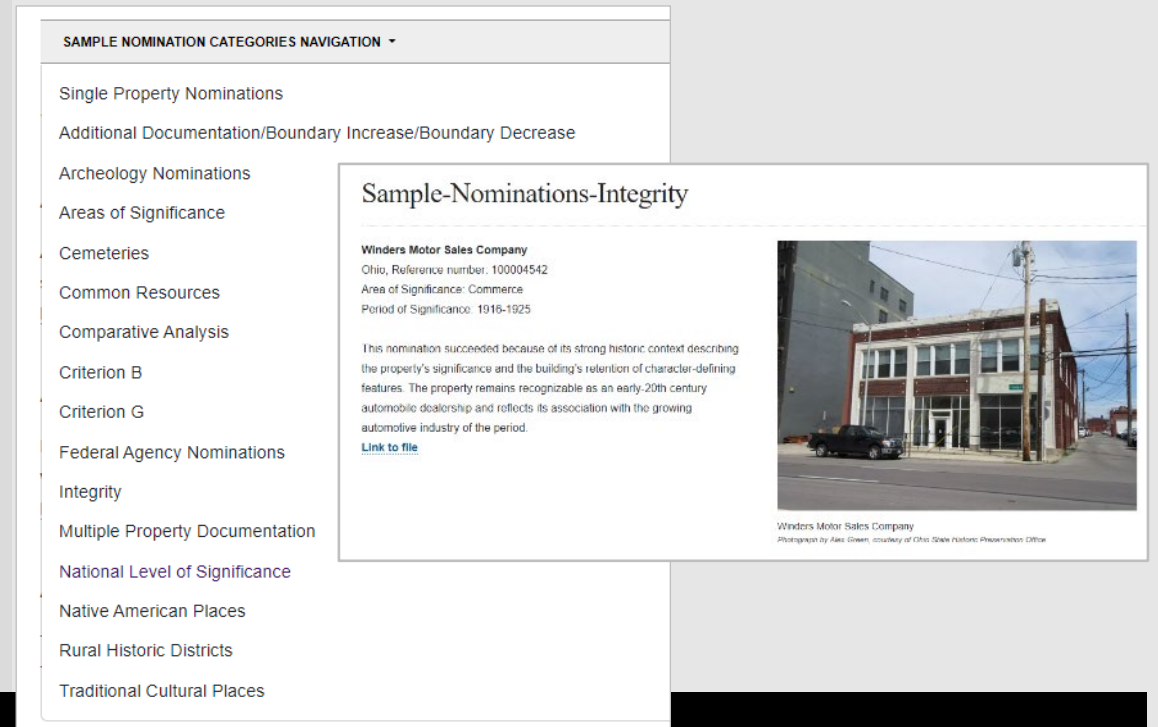 SAMPLE NOMINATION CATEGORIES NAVIGATION
Single Property Nominations
Additional Documentation/Boundary Increase/Boundary Decrease
Archeology Nominations
Areas of Significance
Cemeteries
Common Resources
Comparative Analysis
Criterion B
Criterion G
Federal Agency Nominations
Integrity
Multiple Property Documentation
National Level of Significance
Native American Places
Rural Historic Districts
Traditional Cultural Places
Sample-Nominations-Integrity
Winders Motor Sales Company
Ohio, Reference number: 100004542
Area of Significance: Commerce
Period of Significance: 1916-1925
This nomination succeeded because of its strong historic context describing
the property's significance and the building's retention of character-defining
features. The property remains recognizable as an early-20th century
automobile dealership and reflects its association with the growing
automotive industry of the period.
Link to file
Winders Motor Sales Company
Photograph by Alex Green, courtesy of Ohio State Historic Preservation Office